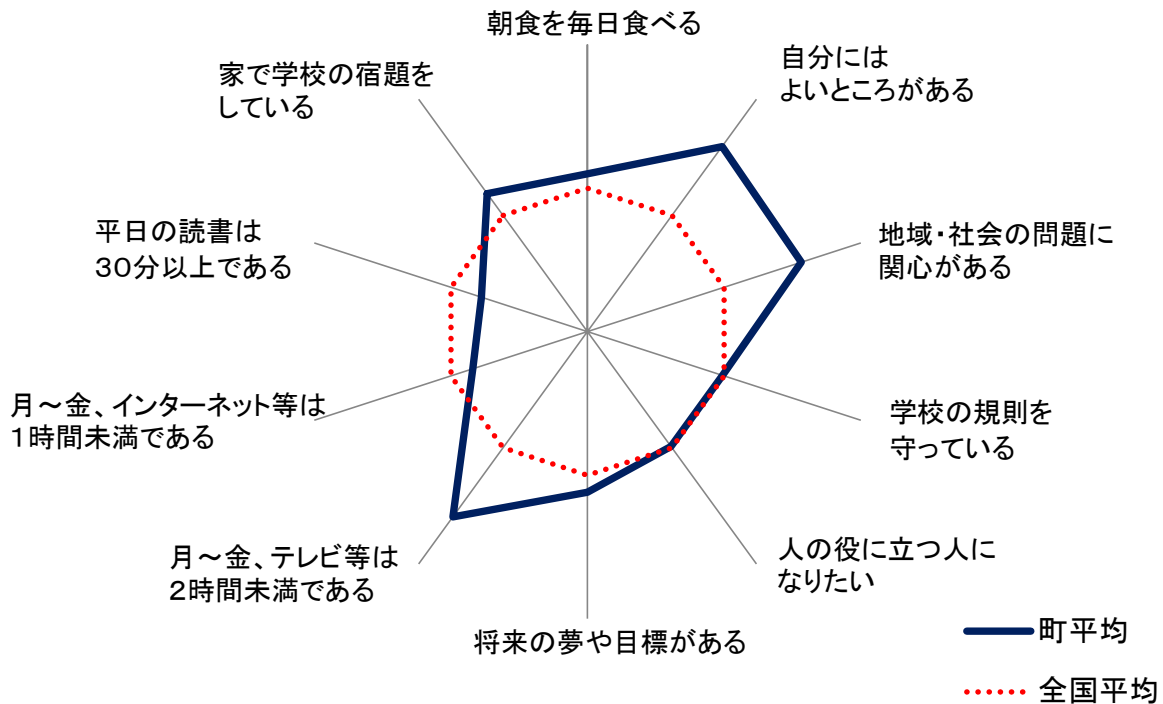 朝食を毎日食べる
自分には
よいところがある
地域・社会の問題に
関心がある
学校の規則を
守っている
人の役に立つ人に
なりたい
将来の夢や目標がある
月～金、テレビ等は
２時間未満である
月～金、インターネット等は
１時間未満である
平日の読書は
３０分以上である
家で学校の宿題を
している
町平均
全国平均